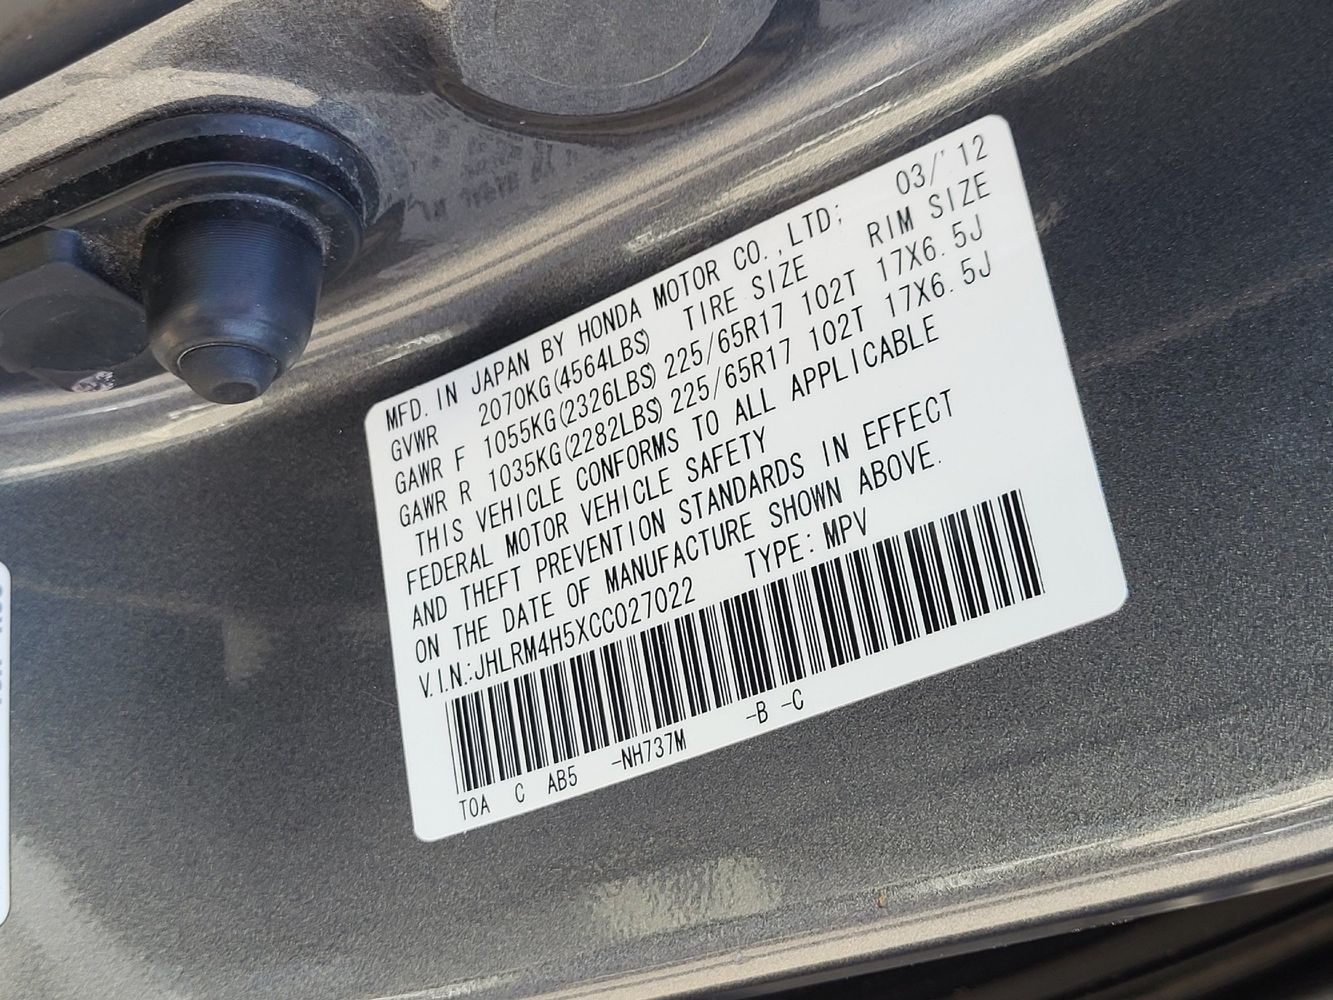 MFD. IN JAPAN BY HONDA MOTOR CO.,LTD; 03/'12
GVWR 2070KG(4564LBS) TIRE SIZE RIM SIZE
GAWR F 1055KG(2326LBS) 225/65R17 102T 17X6.5J
GAWR R 1035KG(2282LBS) 225/65R17 102T 17X6.5J
THIS VEHICLE CONFORMS TO ALL APPLICABLE
FEDERAL MOTOR VEHICLE SAFETY
AND THEFT PREVENTION STANDARDS IN EFFECT
ON THE DATE OF MANUFACTURE SHOWN ABOVE.
V.I.N.:JHLRM4H5XCC027022 TYPE: MPV
T0A C AB5 -NH737M -B -C